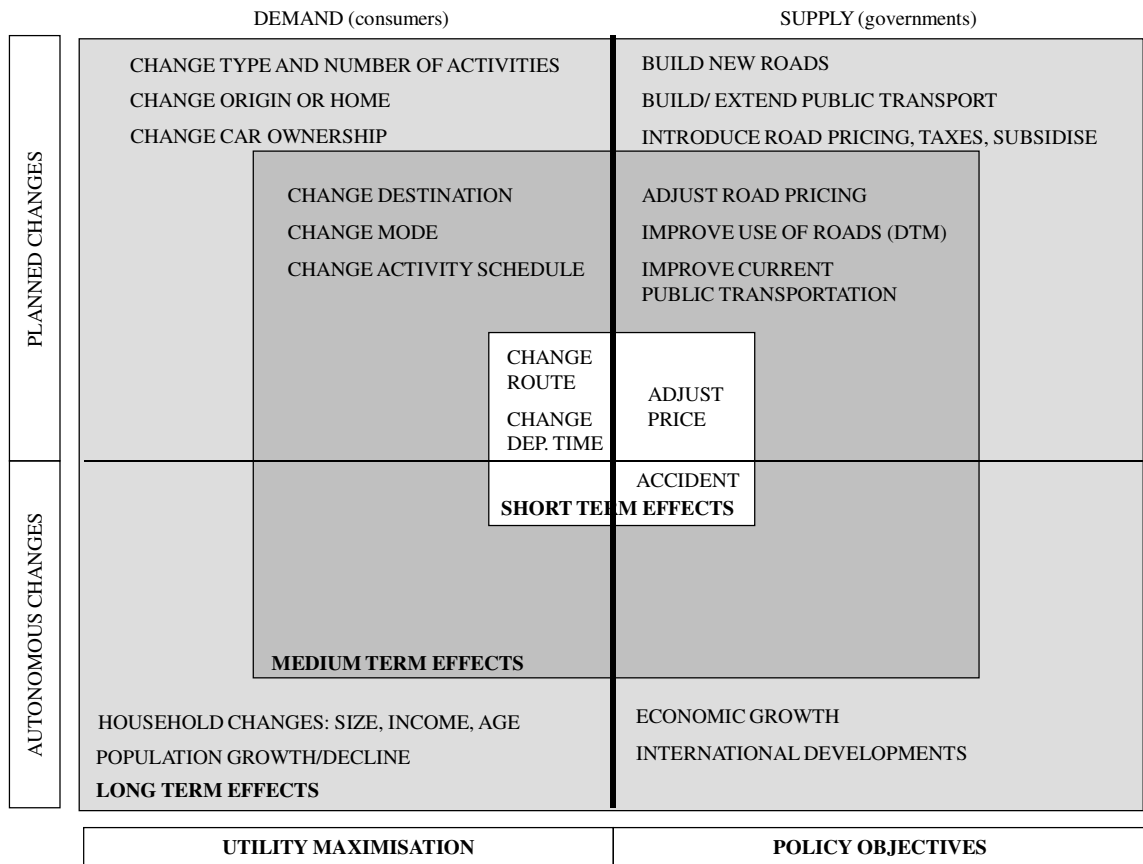 DEMAND (consumers)
SUPPLY (governments)
PLANNED CHANGES
CHANGE TYPE AND NUMBER OF ACTIVITIES
CHANGE ORIGIN OR HOME
CHANGE CAR OWNERSHIP
BUILD NEW ROADS
BUILD/ EXTEND PUBLIC TRANSPORT
INTRODUCE ROAD PRICING, TAXES, SUBSIDISE
CHANGE DESTINATION
CHANGE MODE
CHANGE ACTIVITY SCHEDULE
ADJUST ROAD PRICING
IMPROVE USE OF ROADS (DTM)
IMPROVE CURRENT
PUBLIC TRANSPORTATION
CHANGE
ROUTE
CHANGE
DEP. TIME
ADJUST
PRICE
AUTONOMOUS CHANGES
ACCIDENT
SHORT TERM EFFECTS
MEDIUM TERM EFFECTS
HOUSEHOLD CHANGES: SIZE, INCOME, AGE
POPULATION GROWTH/DECLINE
LONG TERM EFFECTS
ECONOMIC GROWTH
INTERNATIONAL DEVELOPMENTS
UTILITY MAXIMISATION
POLICY OBJECTIVES